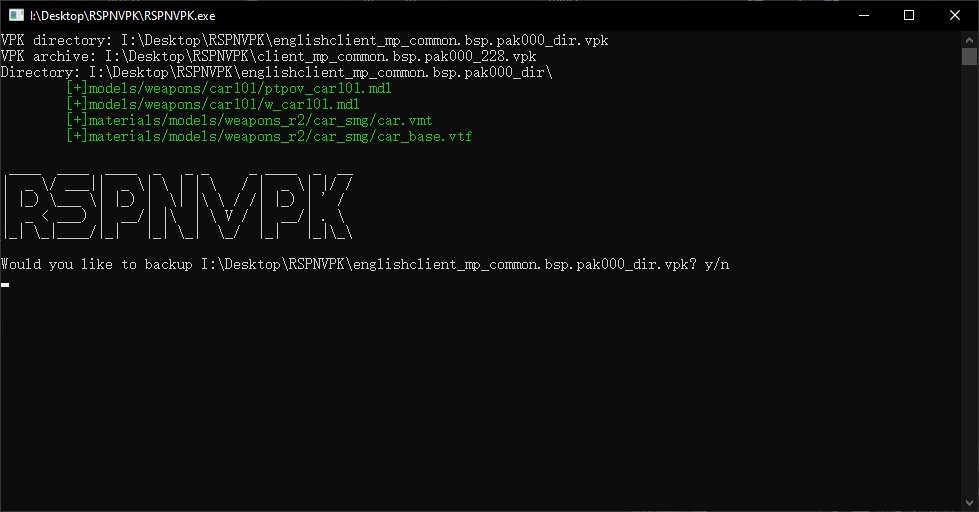 I:\Desktop\RSPNVPK\RSPNVPK.exe
VPK directory: I:\Desktop\RSPNVPK\englishclient_mp_common.bsp.pak000_dir.vpk
VPK archive: I:\Desktop\RSPNVPK\client_mp_common.bsp.pak000_228.vpk
Directory: I:\Desktop\RSPNVPK\englishclient_mp_common.bsp.pak000_dir\
[+]models/weapons/car101/ptpov_car101.mdl
[+]models/weapons/car101/w_car101.mdl
[+]materials/models/weapons_r2/car_smg/car.vmt
[+]materials/models/weapons_r2/car_smg/car_base.vtf
RSPNVPK
Would you like to backup I:\Desktop\RSPNVPK\englishclient_mp_common.bsp.pak000_dir.vpk? y/n